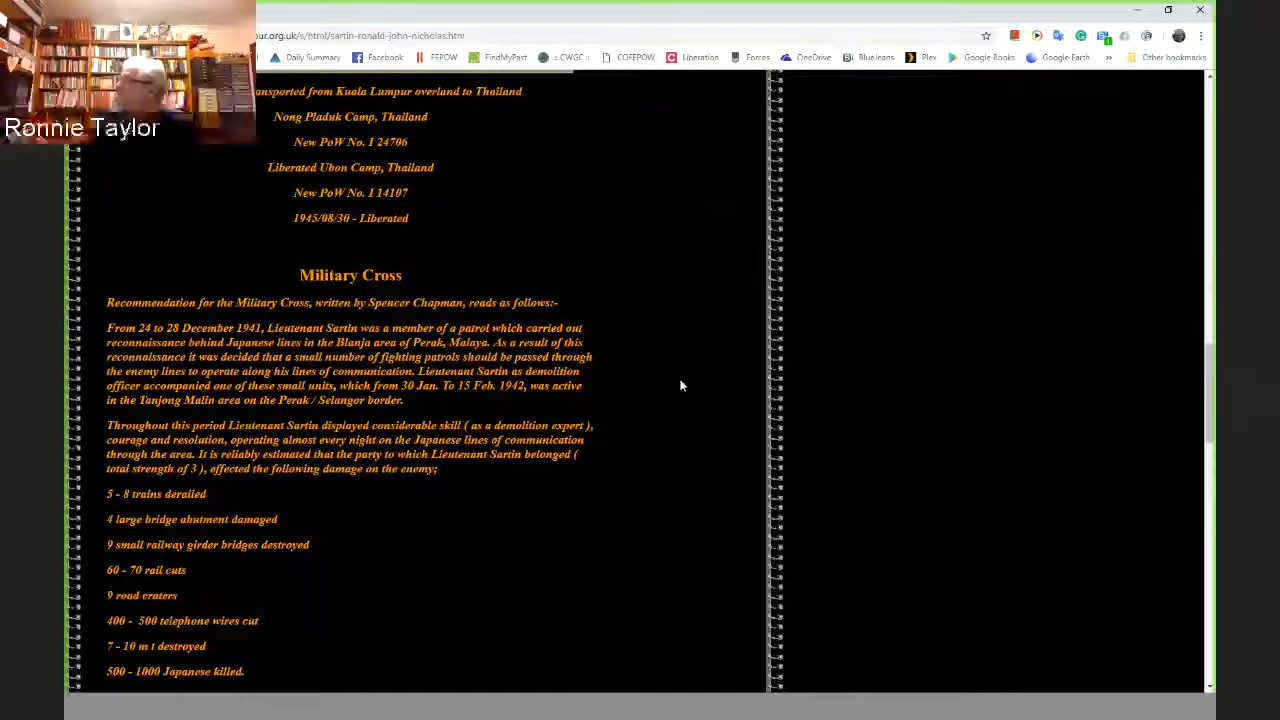 our.org.uk/s/html/sartin-ronald-john-nicholas.htm
Daily Summary Facebook FEPOW FindMyPast :: CWGC :: COFEPOW Liberation Forces OneDrive BlueJeans Plex Google Books Google Earth » Other bookmarks
Ronnie Taylor
from Kuala Lumpur overland to Thailand
Nong Pladuk Camp, Thailand
New PoW No. I 24706
Liberated Ubon Camp, Thailand
New PoW No. I 14107
1945/08/30 - Liberated
Military Cross
Recommendation for the Military Cross, written by Spencer Chapman, reads as follows:-
From 24 to 28 December 1941, Lieutenant Sartin was a member of a patrol which carried out
reconnaissance behind Japanese lines in the Blanja area of Perak, Malaya. As a result of this
reconnaissance it was decided that a small number of fighting patrols should be passed through
the enemy lines to operate along his lines of communication. Lieutenant Sartin as demolition
officer accompanied one of these small units, which from 30 Jan. To 15 Feb. 1942, was active
in the Tanjong Malin area on the Perak / Selangor border.
Throughout this period Lieutenant Sartin displayed considerable skill ( as a demolition expert ),
courage and resolution, operating almost every night on the Japanese lines of communication
through the area. It is reliably estimated that the party to which Lieutenant Sartin belonged (
total strength of 3 ), effected the following damage on the enemy;
5 - 8 trains derailed
4 large bridge abutment damaged
9 small railway girder bridges destroyed
60 - 70 rail cuts
9 road craters
400 - 500 telephone wires cut
7 - 10 m t destroyed
500 - 1000 Japanese killed.